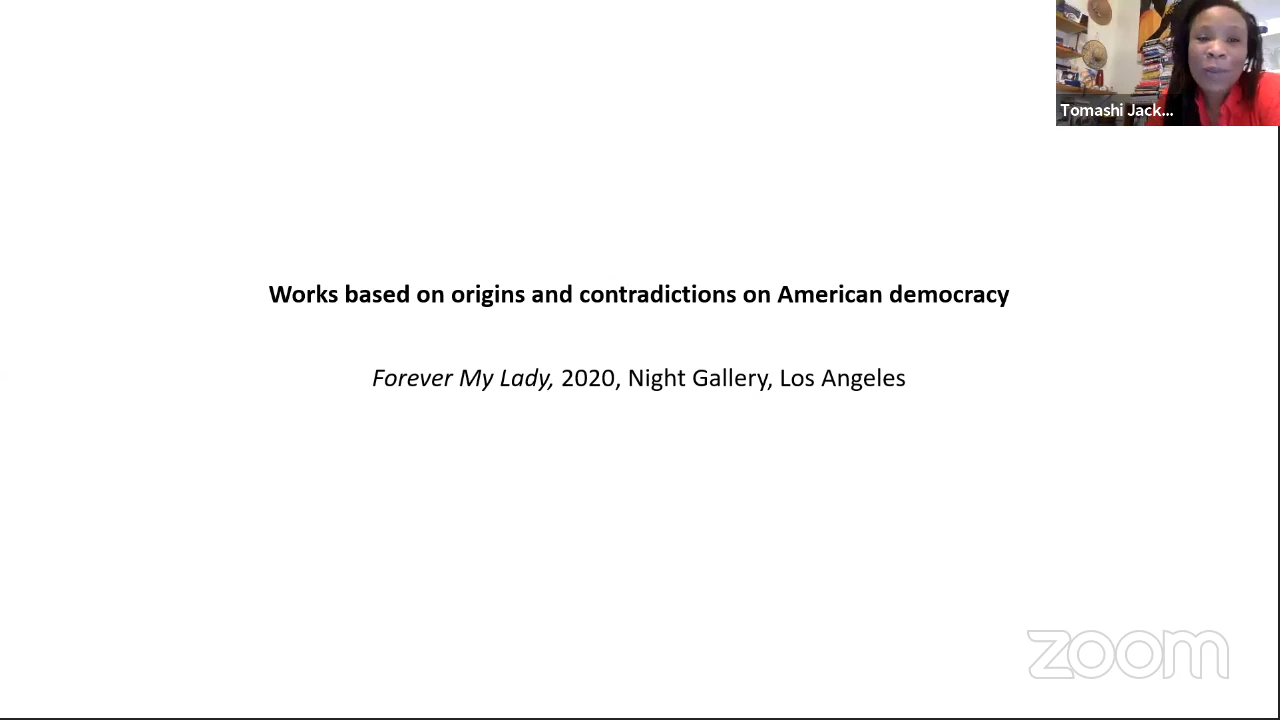 Tomashi Jack...
Works based on origins and contradictions on American democracy
Forever My Lady, 2020, Night Gallery, Los Angeles
zoom